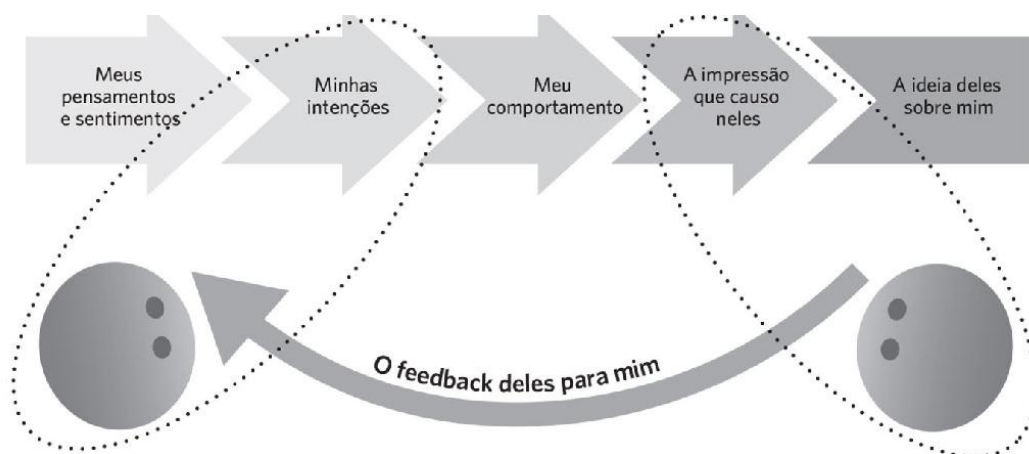 Meus
pensamentos
e sentimentos
Minhas
intenções
Meu
comportamento
A impressão
que causo
neles
A ideia deles
sobre mim
O feedback deles para mim